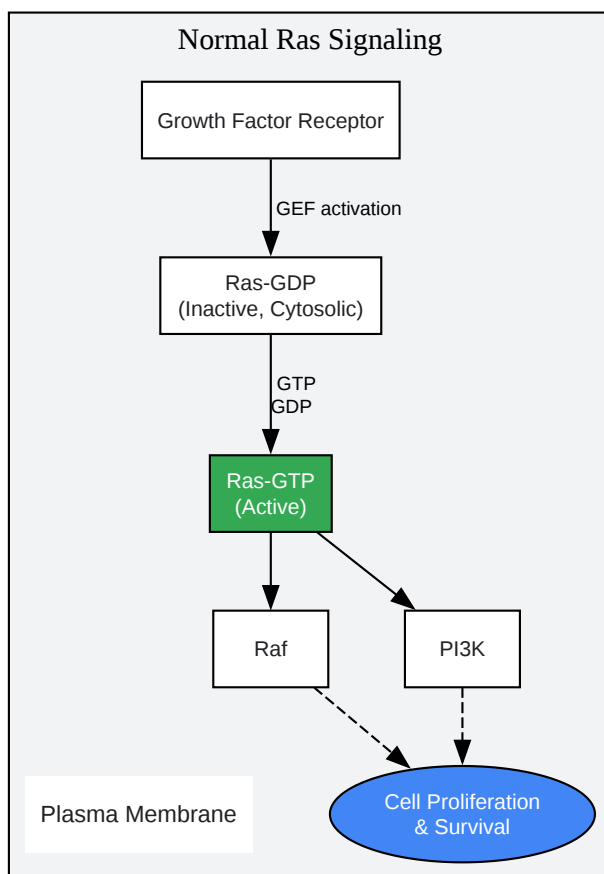 Normal Ras Signaling
Growth Factor Receptor
GEF activation
Ras-GDP
(Inactive, Cytosolic)
GTP
GDP
Ras-GTP
(Active)
Raf
PI3K
Plasma Membrane
Cell Proliferation
& Survival